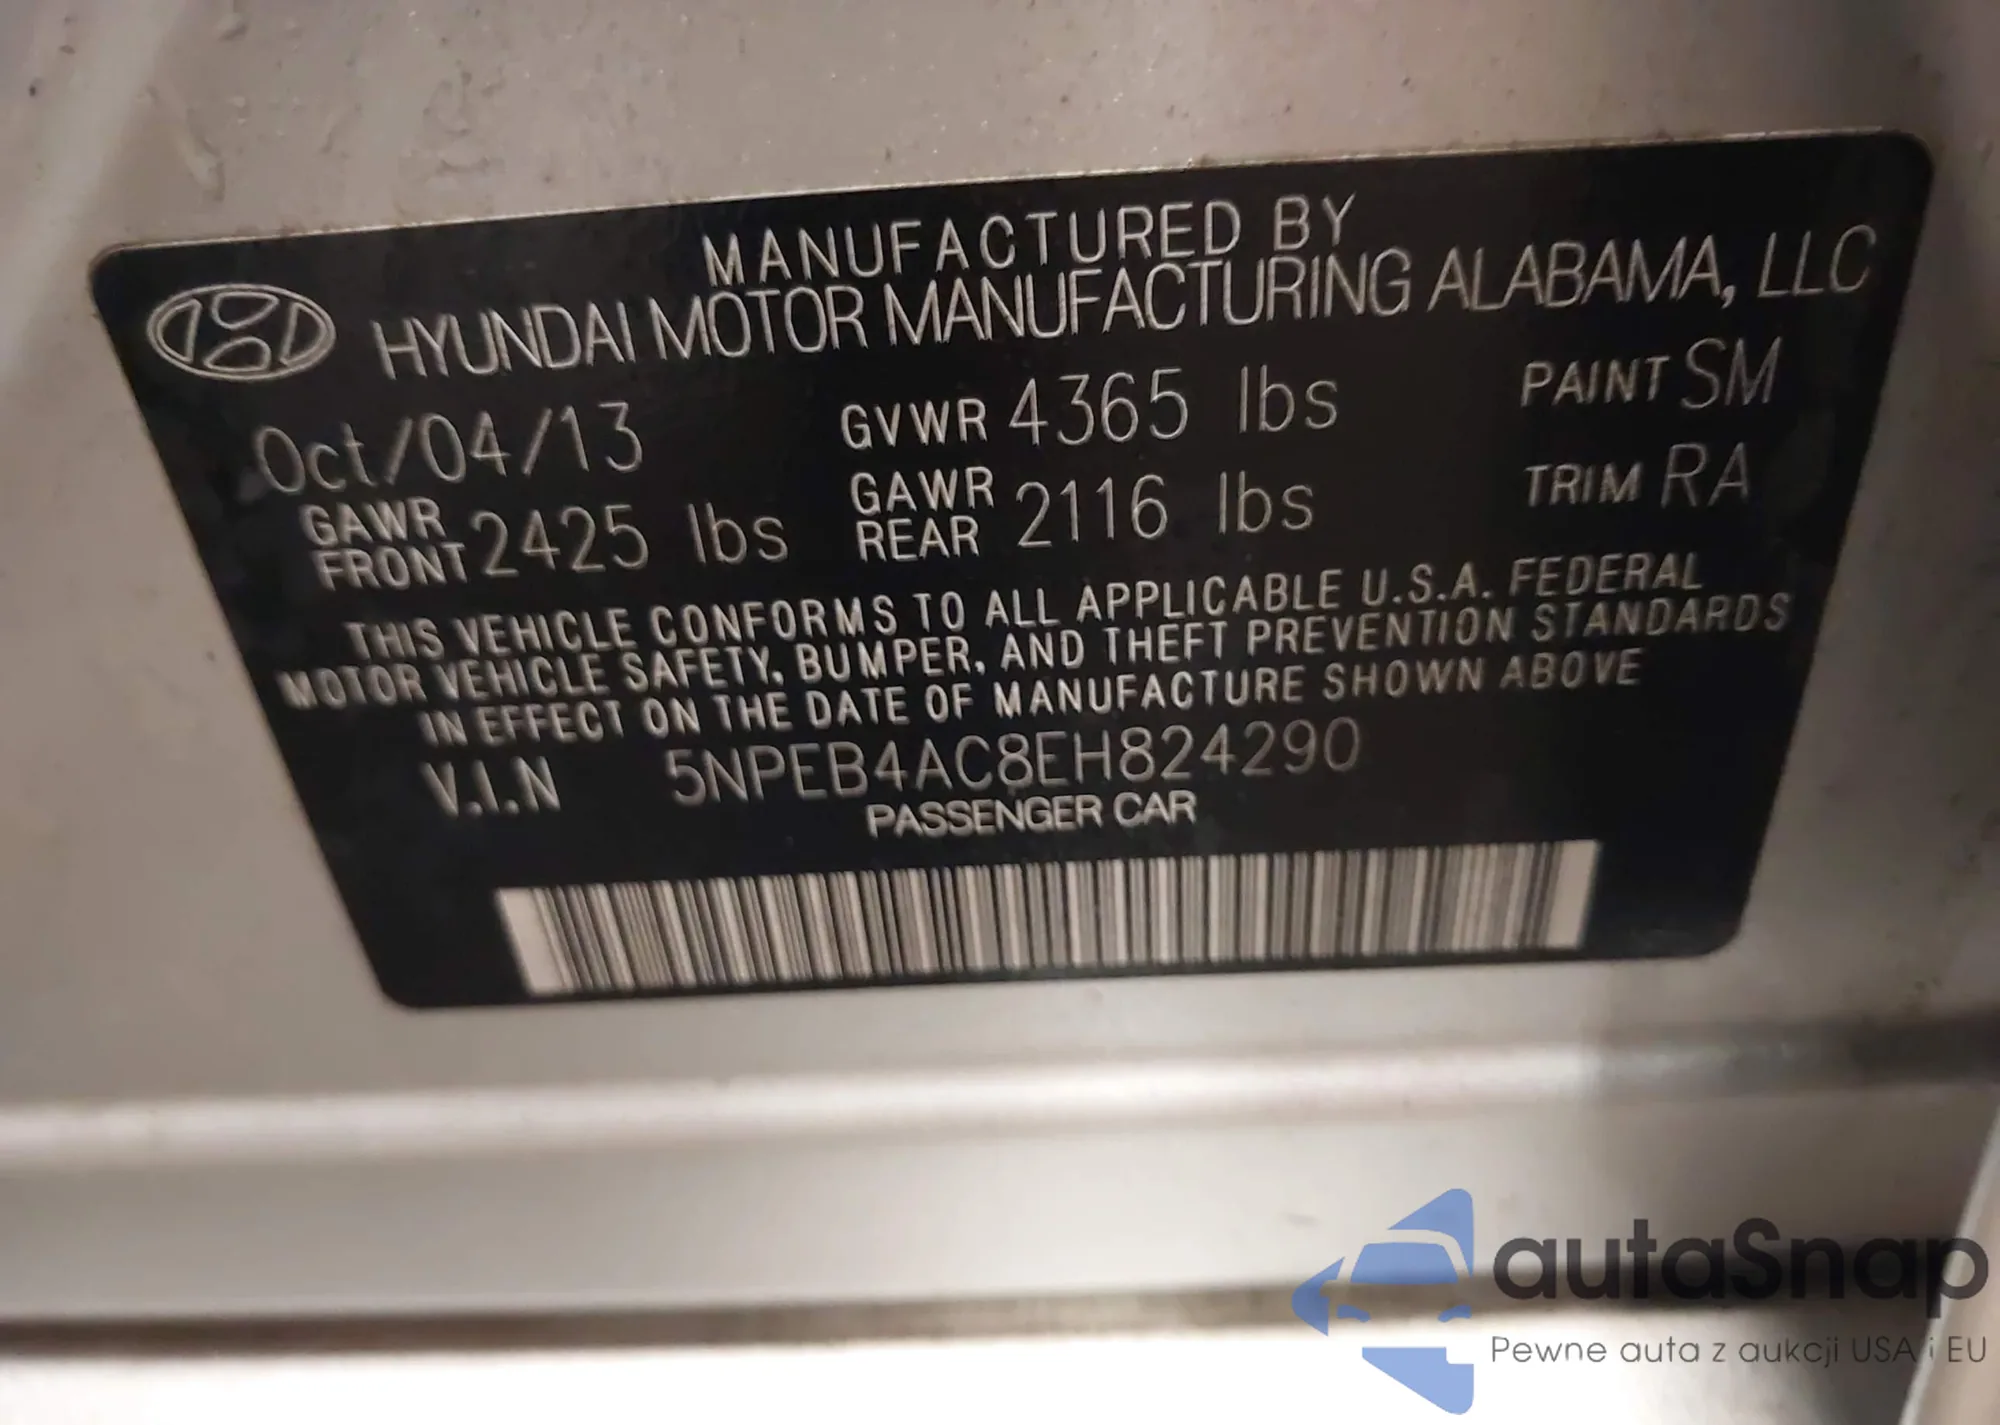 MANUFACTURED BY
HYUNDAI MOTOR MANUFACTURING ALABAMA, LLC
Oct/04/13 GVWR 4365 lbs PAINT SM
GAWR FRONT 2425 lbs GAWR REAR 2116 lbs TRIM RA
THIS VEHICLE CONFORMS TO ALL APPLICABLE U.S.A. FEDERAL
MOTOR VEHICLE SAFETY, BUMPER, AND THEFT PREVENTION STANDARDS
IN EFFECT ON THE DATE OF MANUFACTURE SHOWN ABOVE
V.I.N 5NPEB4AC8EH824290
PASSENGER CAR
autaSnap
Pewne auta z aukcji USA i EU